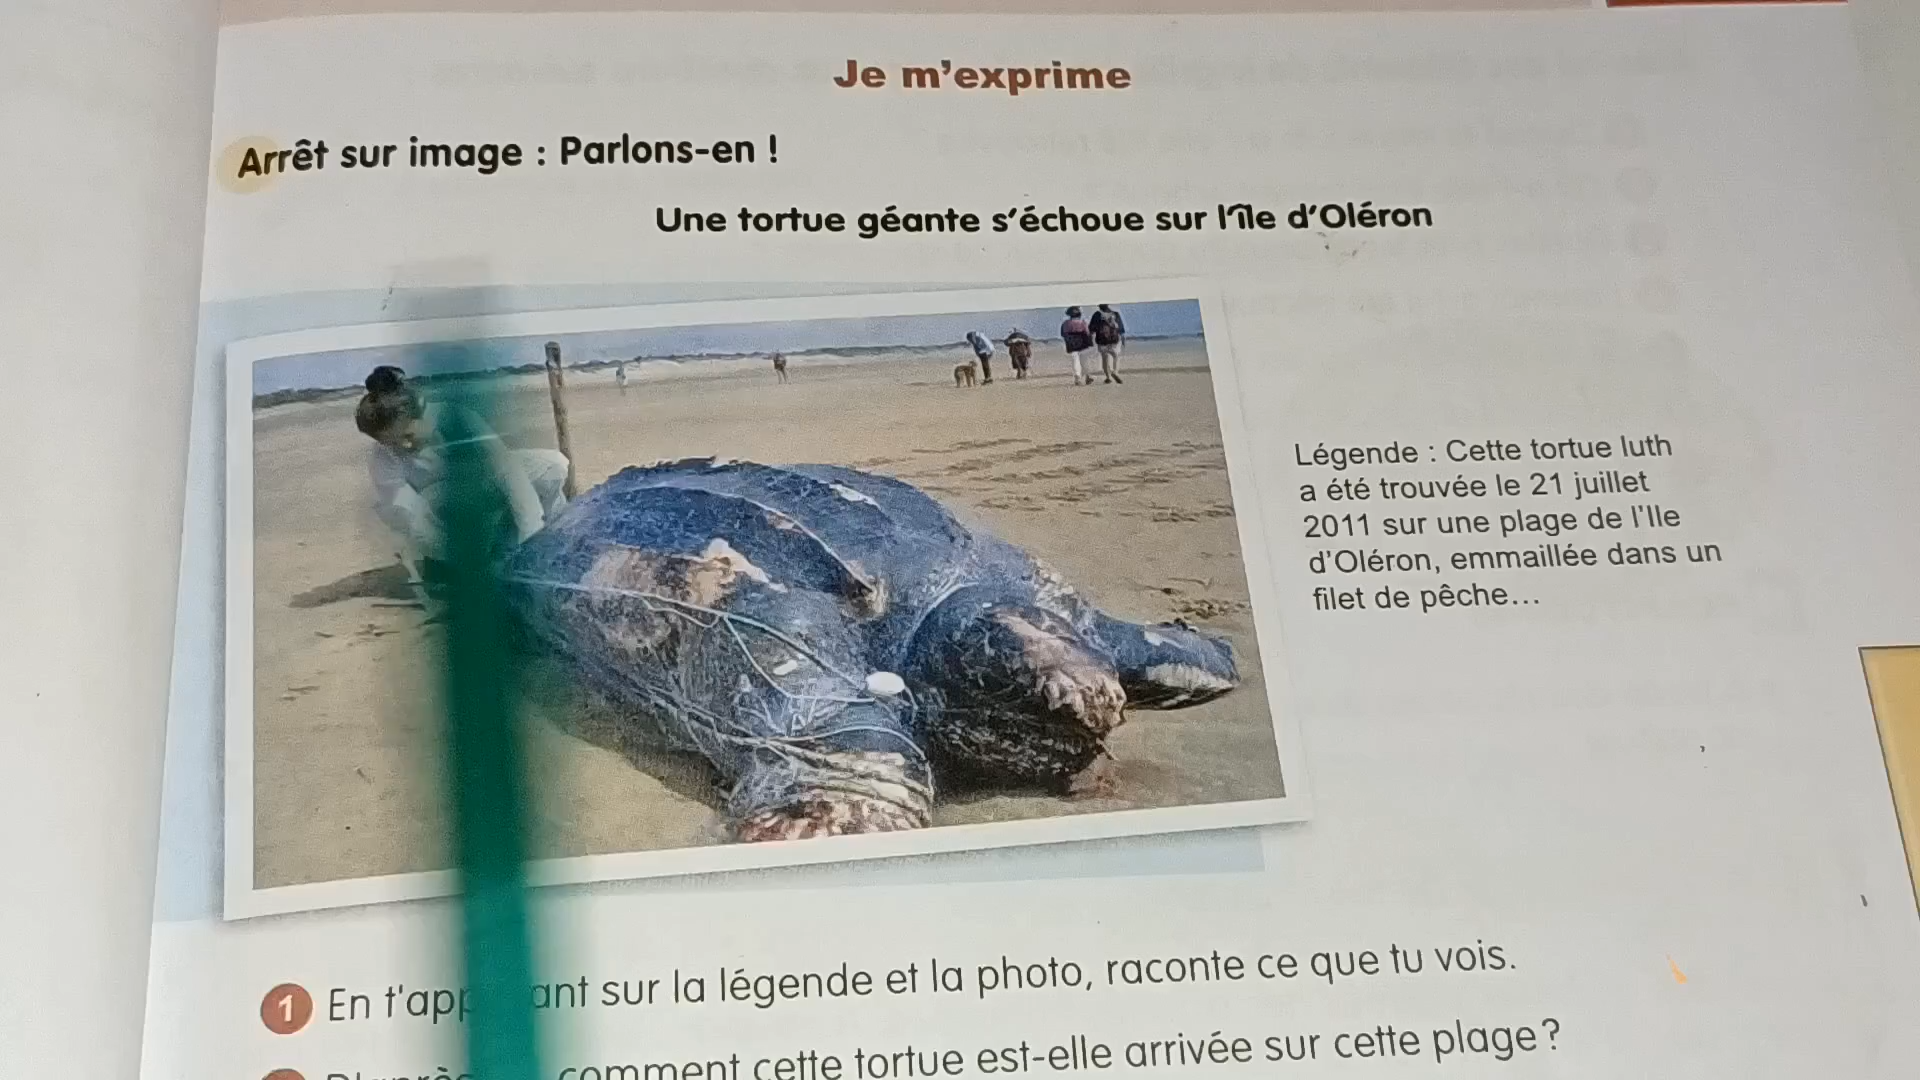 Je m'exprime
Arrêt sur image : Parlons-en !
Une tortue géante s'échoue sur l'île d'Oléron
Légende : Cette tortue luth
a été trouvée le 21 juillet
2011 sur une plage de l'Ile
d'Oléron, emmaillée dans un
filet de pêche...
1 En t'app ant sur la légende et la photo, raconte ce que tu vois.
comment cette tortue est-elle arrivée sur cette plage ?